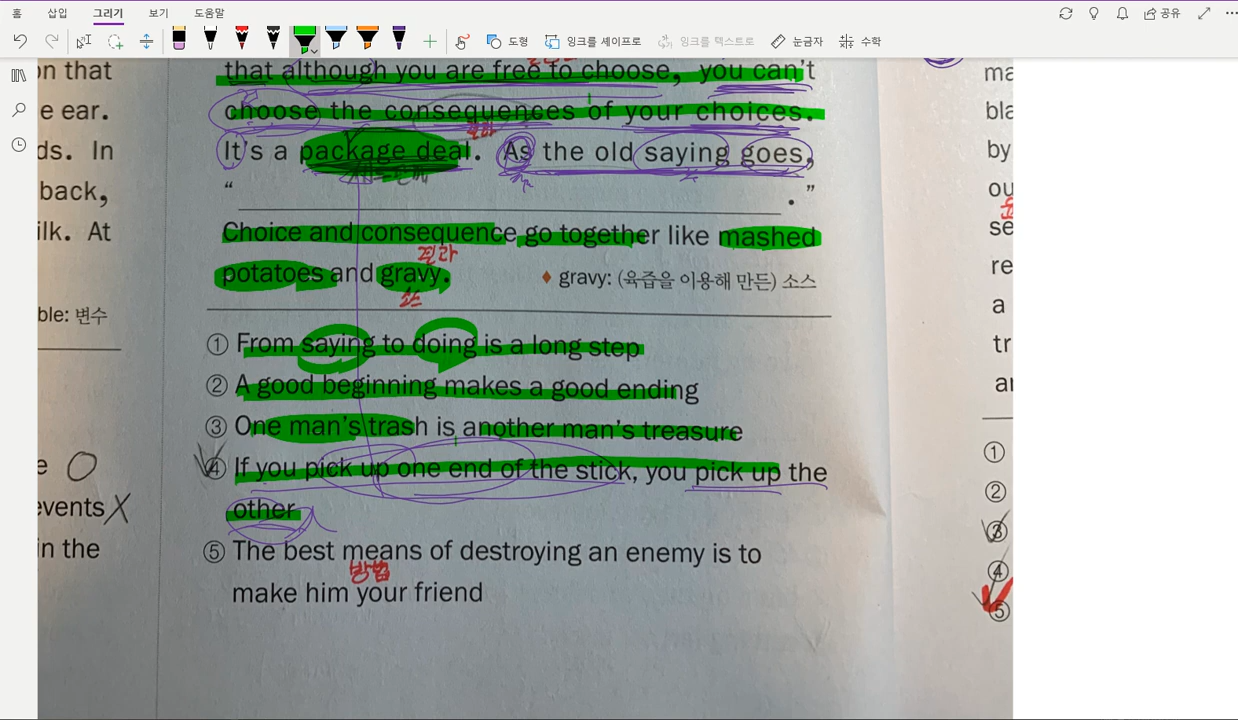 홈 삽입 그리기 보기 도움말 공유
도형 잉크를 셰이프로 잉크를 텍스트로 눈금자 수학
on that
e ear.
ds. In
back,
ilk. At
ble: 변수
e O
events X
in the
that although you are free to choose, you can't
choose the consequences of your choices.
결과
It's a package deal. As the old saying goes,
“ ."
Choice and consequence go together like mashed
결과
potatoes and gravy. ♦ gravy: (육즙을 이용해 만든) 소스
소스
① From saying to doing is a long step
② A good beginning makes a good ending
③ One man's trash is another man's treasure
④ If you pick up one end of the stick, you pick up the
other
⑤ The best means of destroying an enemy is to
방법
make him your friend
ma
bla
by
ou
se
re
a
tr
①
②
③
④
⑤